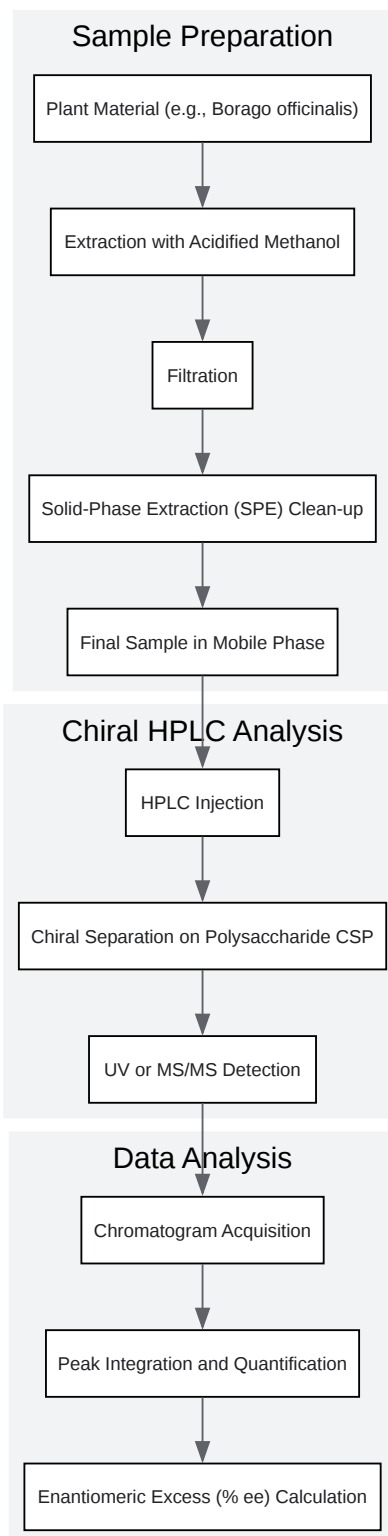 Sample Preparation
Plant Material (e.g., Borago officinalis)
Extraction with Acidified Methanol
Filtration
Solid-Phase Extraction (SPE) Clean-up
Final Sample in Mobile Phase
Chiral HPLC Analysis
HPLC Injection
Chiral Separation on Polysaccharide CSP
UV or MS/MS Detection
Data Analysis
Chromatogram Acquisition
Peak Integration and Quantification
Enantiomeric Excess (% ee) Calculation